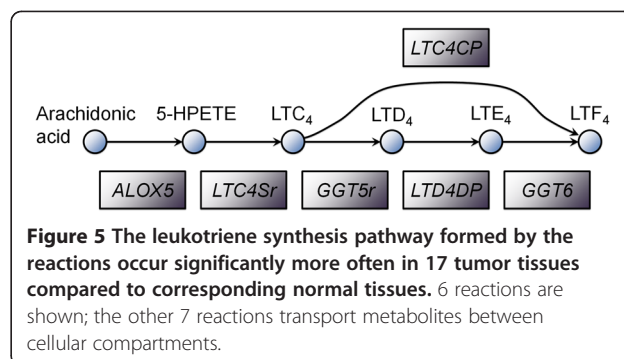 LTC4CP
Arachidonic
acid
5-HPETE
LTC₄
LTD₄
LTE₄
LTF₄
ALOX5
LTC4Sr
GGT5r
LTD4DP
GGT6
Figure 5 The leukotriene synthesis pathway formed by the
reactions occur significantly more often in 17 tumor tissues
compared to corresponding normal tissues. 6 reactions are
shown; the other 7 reactions transport metabolites between
cellular compartments.